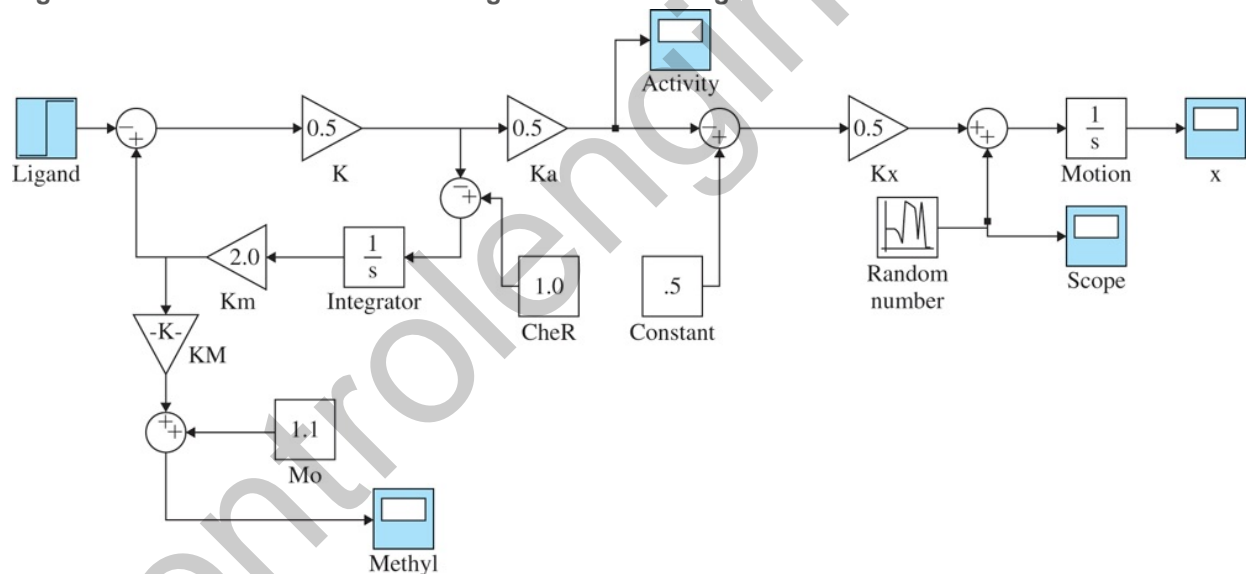 Activity
Ligand
− +
0.5
K
0.5
Ka
− +
0.5
Kx
+ +
1
s
Motion
x
− +
2.0
Km
1
s
Integrator
1.0
CheR
.5
Constant
Random
number
Scope
-K-
KM
+ +
1.1
Mo
Methyl
ntrolengin